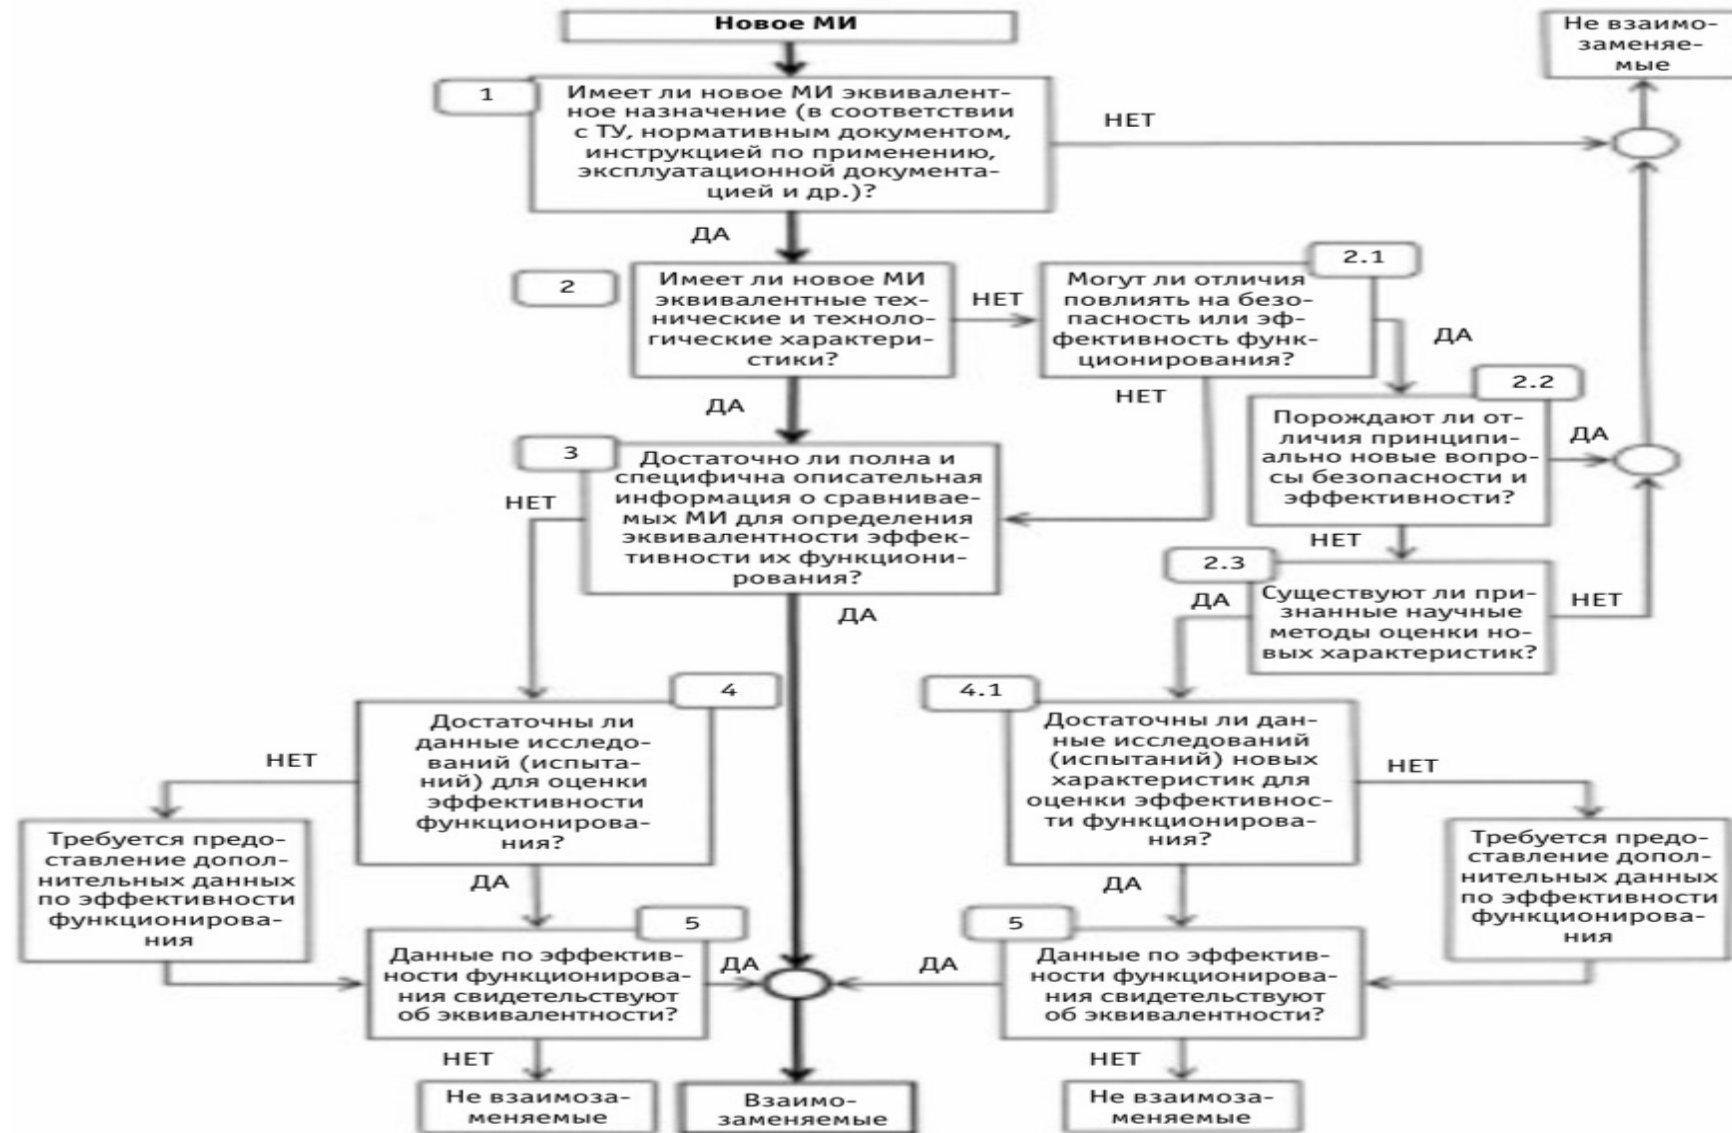 Новое МИ
Не взаимо-
заменяе-
мые
1
Имеет ли новое МИ эквивалент-
ное назначение (в соответствии
с ТУ, нормативным документом,
инструкцией по применению,
эксплуатационной документа-
цией и др.)?
НЕТ
ДА
2
Имеет ли новое МИ
эквивалентные тех-
нические и техноло-
гические характери-
стики?
НЕТ
2.1
Могут ли отличия
повлиять на безо-
пасность или эф-
фективность функ-
ционирования?
ДА
НЕТ
ДА
2.2
Порождают ли от-
личия принципи-
ально новые вопро-
сы безопасности и
эффективности?
ДА
НЕТ
3
Достаточно ли полна и
специфична описательная
информация о сравнивае-
мых МИ для определения
эквивалентности эффек-
тивности их функциони-
рования?
НЕТ
ДА
2.3
Существуют ли при-
знанные научные
методы оценки но-
вых характеристик?
ДА
НЕТ
4
Достаточны ли
данные исследо-
ваний (испыта-
ний) для оценки
эффективности
функционирова-
ния?
НЕТ
ДА
4.1
Достаточны ли дан-
ные исследований
(испытаний) новых
характеристик для
оценки эффективнос-
ти функционирова-
ния?
НЕТ
ДА
Требуется предо-
ставление допол-
нительных данных
по эффективности
функционирова-
ния
5
Данные по эффектив-
ности функционирова-
ния свидетельствуют
об эквивалентности?
ДА
НЕТ
5
Данные по эффектив-
ности функционирова-
ния свидетельствуют
об эквивалентности?
ДА
НЕТ
Требуется предо-
ставление допол-
нительных данных
по эффективности
функционирова-
ния
Не взаимоза-
меняемые
Взаимо-
заменяемые
Не взаимоза-
меняемые